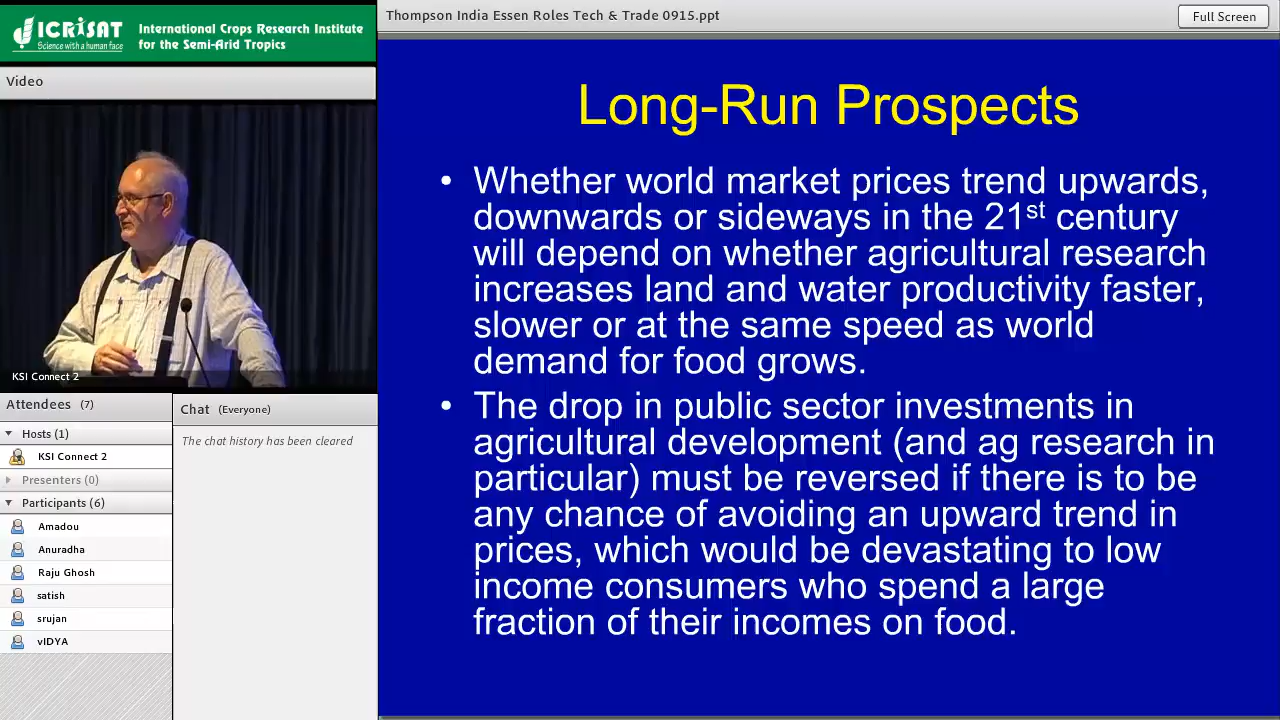 ICRISAT
Science with a human face
International Crops Research Institute
for the Semi-Arid Tropics
Video
KSI Connect 2
Attendees (7)
Hosts (1)
KSI Connect 2
Presenters (0)
Participants (6)
Amadou
Anuradha
Raju Ghosh
satish
srujan
vIDYA
Chat (Everyone)
The chat history has been cleared
Thompson India Essen Roles Tech & Trade 0915.ppt
Full Screen
Long-Run Prospects
• Whether world market prices trend upwards,
downwards or sideways in the 21st century
will depend on whether agricultural research
increases land and water productivity faster,
slower or at the same speed as world
demand for food grows.
• The drop in public sector investments in
agricultural development (and ag research in
particular) must be reversed if there is to be
any chance of avoiding an upward trend in
prices, which would be devastating to low
income consumers who spend a large
fraction of their incomes on food.